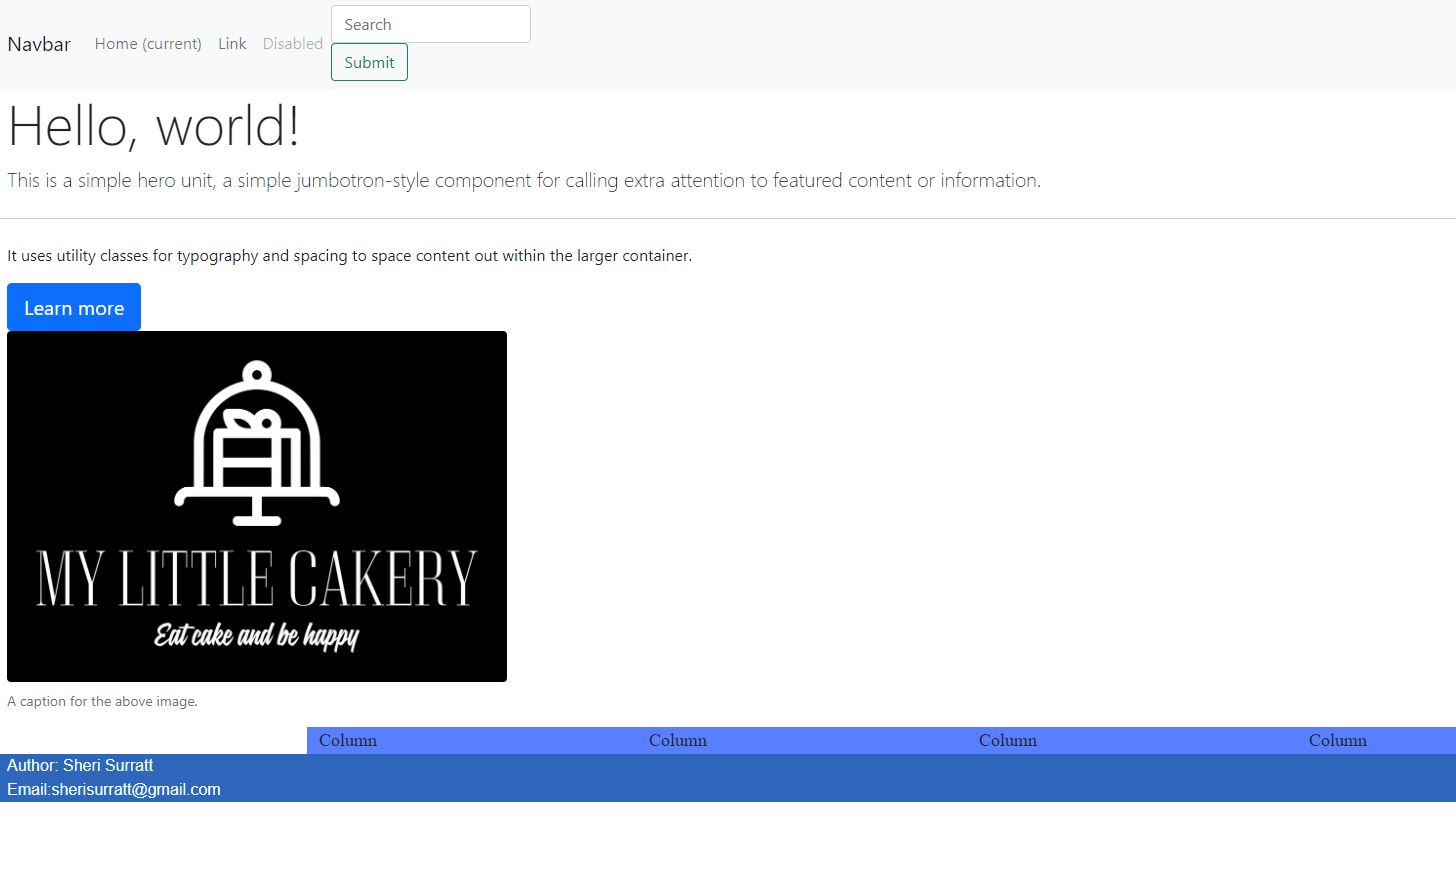 Navbar Home (current) Link Disabled Search
Submit
Hello, world!
This is a simple hero unit, a simple jumbotron-style component for calling extra attention to featured content or information.
It uses utility classes for typography and spacing to space content out within the larger container.
Learn more
MY LITTLE CAKERY
Eat cake and be happy
A caption for the above image.
Column Column Column Column
Author: Sheri Surratt
Email:sherisurratt@gmail.com